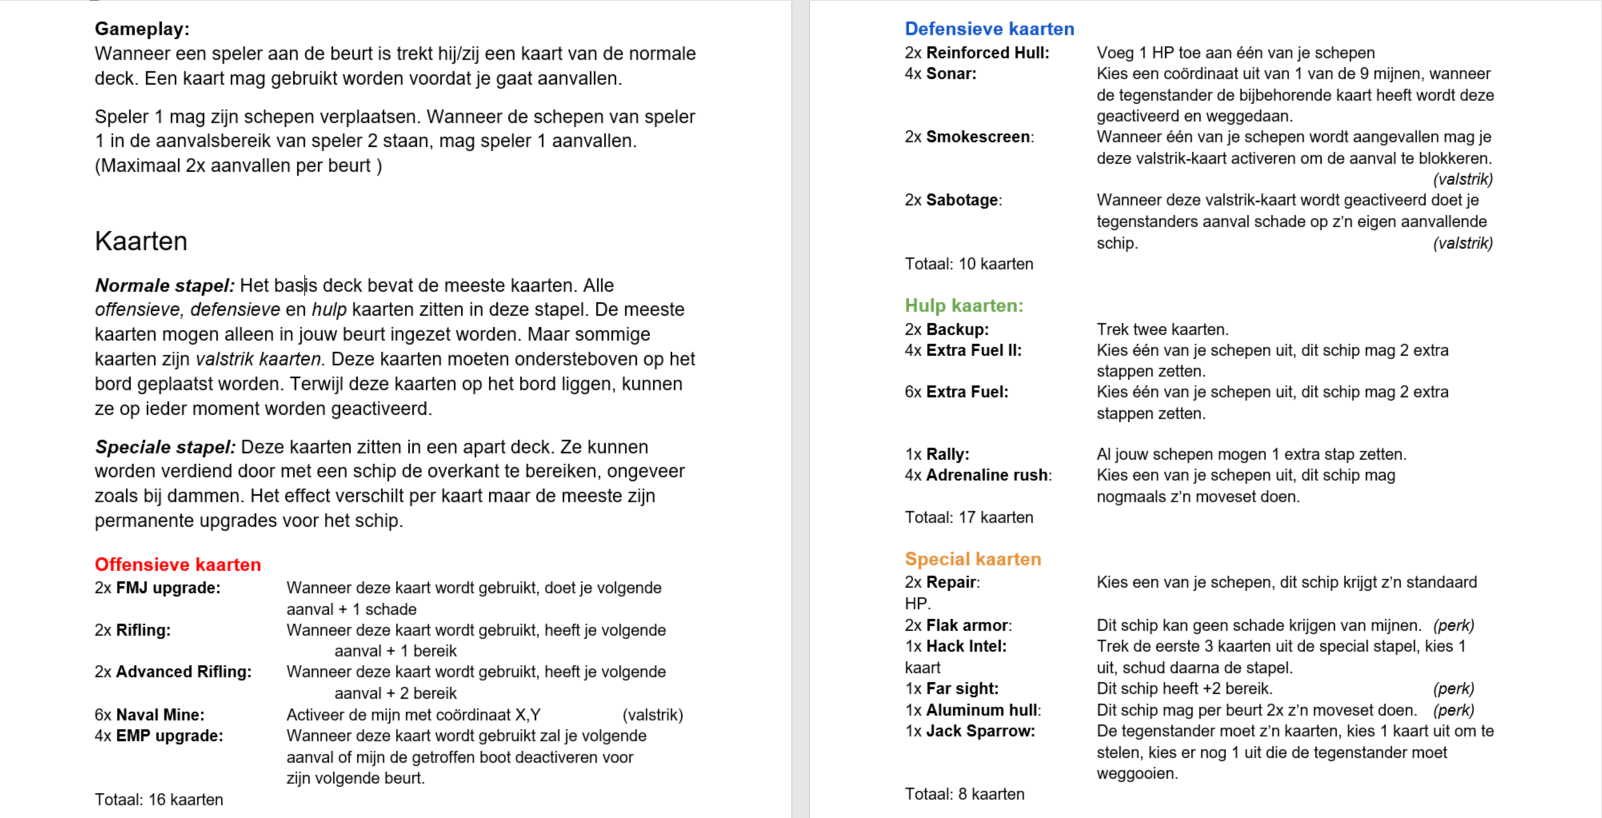 Gameplay:
Wanneer een speler aan de beurt is trekt hij/zij een kaart van de normale
deck. Een kaart mag gebruikt worden voordat je gaat aanvallen.
Speler 1 mag zijn schepen verplaatsen. Wanneer de schepen van speler
1 in de aanvalsbereik van speler 2 staan, mag speler 1 aanvallen.
(Maximaal 2x aanvallen per beurt )
Kaarten
Normale stapel: Het basis deck bevat de meeste kaarten. Alle
offensieve, defensieve en hulp kaarten zitten in deze stapel. De meeste
kaarten mogen alleen in jouw beurt ingezet worden. Maar sommige
kaarten zijn valstrik kaarten. Deze kaarten moeten ondersteboven op het
bord geplaatst worden. Terwijl deze kaarten op het bord liggen, kunnen
ze op ieder moment worden geactiveerd.
Speciale stapel: Deze kaarten zitten in een apart deck. Ze kunnen
worden verdiend door met een schip de overkant te bereiken, ongeveer
zoals bij dammen. Het effect verschilt per kaart maar de meeste zijn
permanente upgrades voor het schip.
Offensieve kaarten
2x FMJ upgrade: Wanneer deze kaart wordt gebruikt, doet je volgende
aanval + 1 schade
2x Rifling: Wanneer deze kaart wordt gebruikt, heeft je volgende
aanval + 1 bereik
2x Advanced Rifling: Wanneer deze kaart wordt gebruikt, heeft je volgende
aanval + 2 bereik
6x Naval Mine: Activeer de mijn met coördinaat X,Y (valstrik)
4x EMP upgrade: Wanneer deze kaart wordt gebruikt zal je volgende
aanval of mijn de getroffen boot deactiveren voor
zijn volgende beurt.
Totaal: 16 kaarten
Defensieve kaarten
2x Reinforced Hull: Voeg 1 HP toe aan één van je schepen
4x Sonar: Kies een coördinaat uit van 1 van de 9 mijnen, wanneer
de tegenstander de bijbehorende kaart heeft wordt deze
geactiveerd en weggedaan.
2x Smokescreen: Wanneer één van je schepen wordt aangevallen mag je
deze valstrik-kaart activeren om de aanval te blokkeren.
(valstrik)
2x Sabotage: Wanneer deze valstrik-kaart wordt geactiveerd doet je
tegenstanders aanval schade op z'n eigen aanvallende
schip. (valstrik)
Totaal: 10 kaarten
Hulp kaarten:
2x Backup: Trek twee kaarten.
4x Extra Fuel II: Kies één van je schepen uit, dit schip mag 2 extra
stappen zetten.
6x Extra Fuel: Kies één van je schepen uit, dit schip mag 2 extra
stappen zetten.
1x Rally: Al jouw schepen mogen 1 extra stap zetten.
4x Adrenaline rush: Kies een van je schepen uit, dit schip mag
nogmaals z'n moveset doen.
Totaal: 17 kaarten
Special kaarten
2x Repair: Kies een van je schepen, dit schip krijgt z'n standaard
HP.
2x Flak armor: Dit schip kan geen schade krijgen van mijnen. (perk)
1x Hack Intel: Trek de eerste 3 kaarten uit de special stapel, kies 1
kaart uit, schud daarna de stapel.
1x Far sight: Dit schip heeft +2 bereik. (perk)
1x Aluminum hull: Dit schip mag per beurt 2x z'n moveset doen. (perk)
1x Jack Sparrow: De tegenstander moet z'n kaarten, kies 1 kaart uit om te
stelen, kies er nog 1 uit die de tegenstander moet
weggooien.
Totaal: 8 kaarten